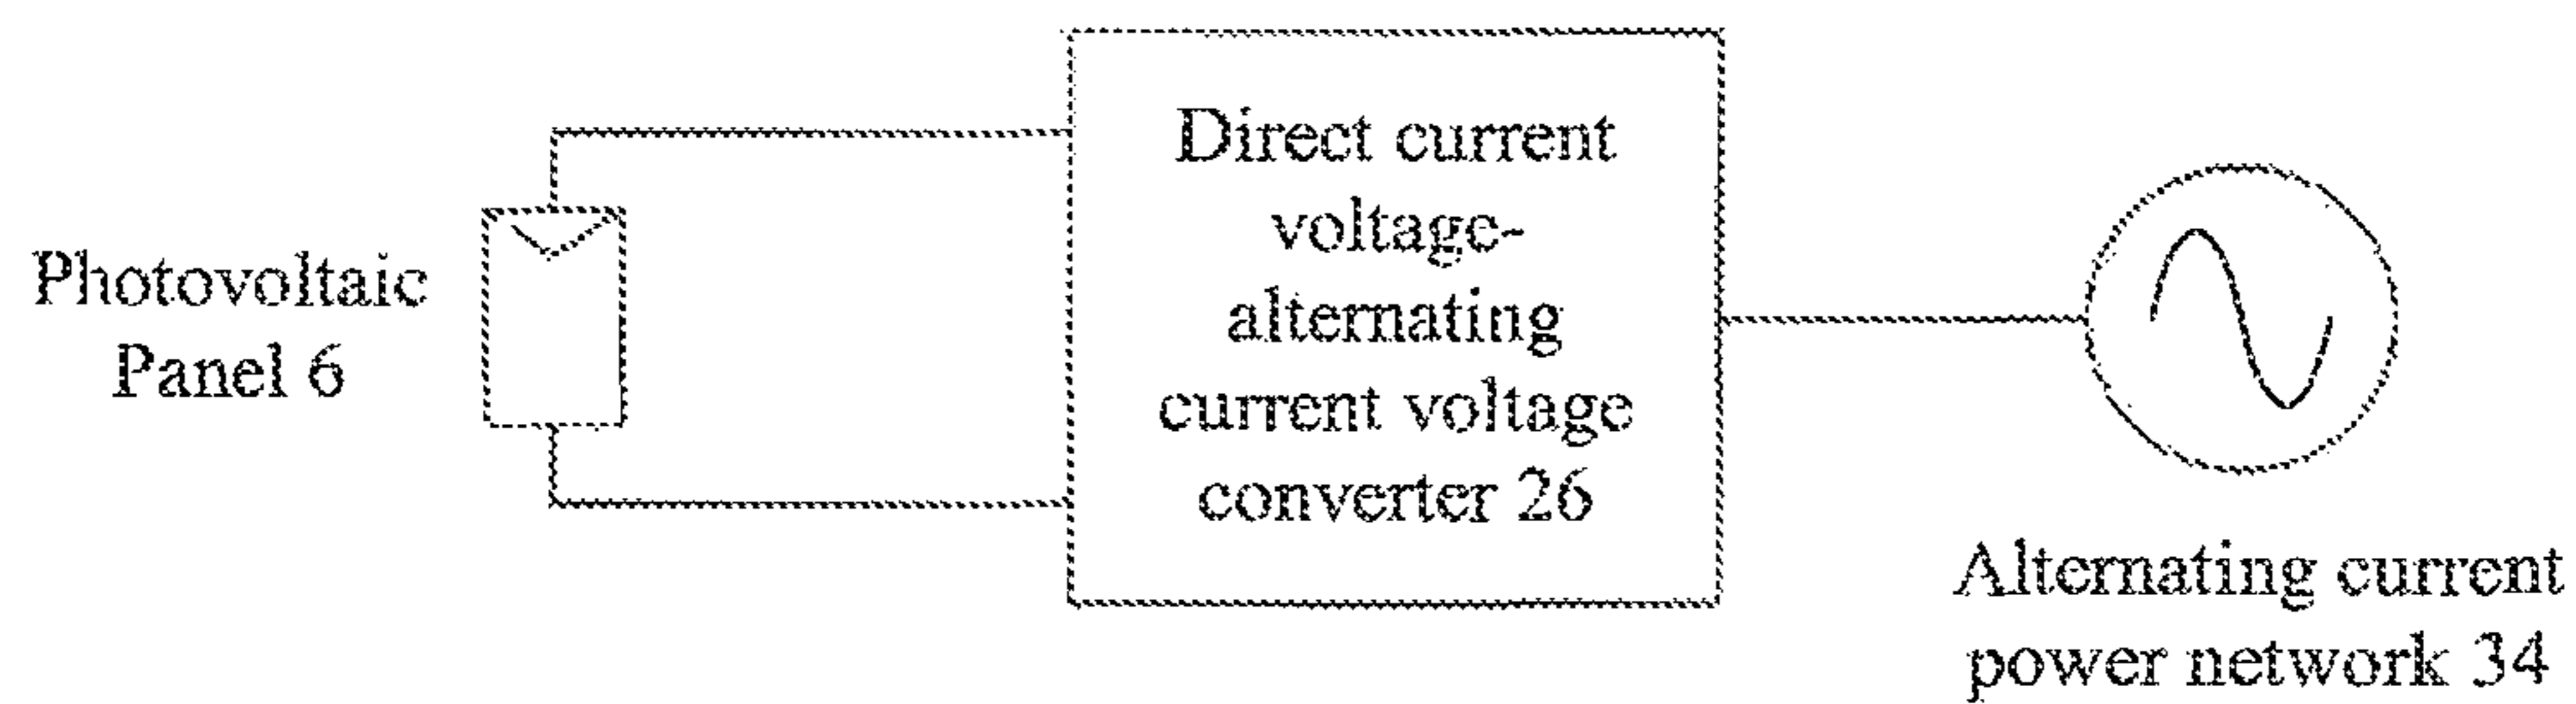 Photovoltaic
Panel 6
Direct current
voltage-
alternating
current voltage
converter 26
Alternating current
power network 34